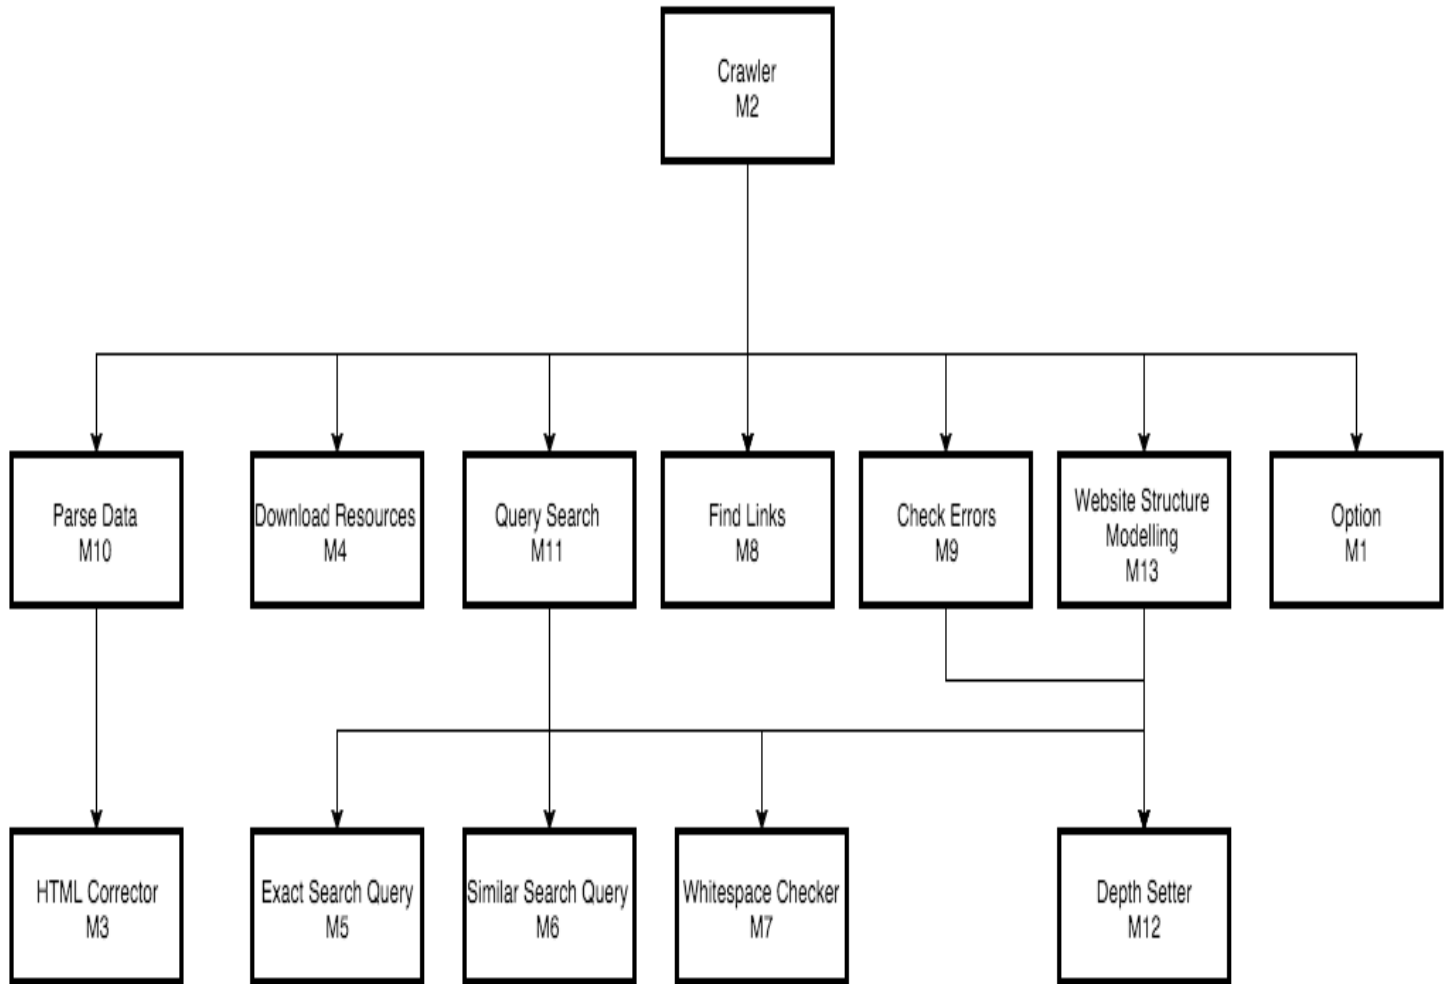 Crawler
M2
Parse Data
M10
Download Resources
M4
Query Search
M11
Find Links
M8
Check Errors
M9
Website Structure
Modelling
M13
Option
M1
HTML Corrector
M3
Exact Search Query
M5
Similar Search Query
M6
Whitespace Checker
M7
Depth Setter
M12